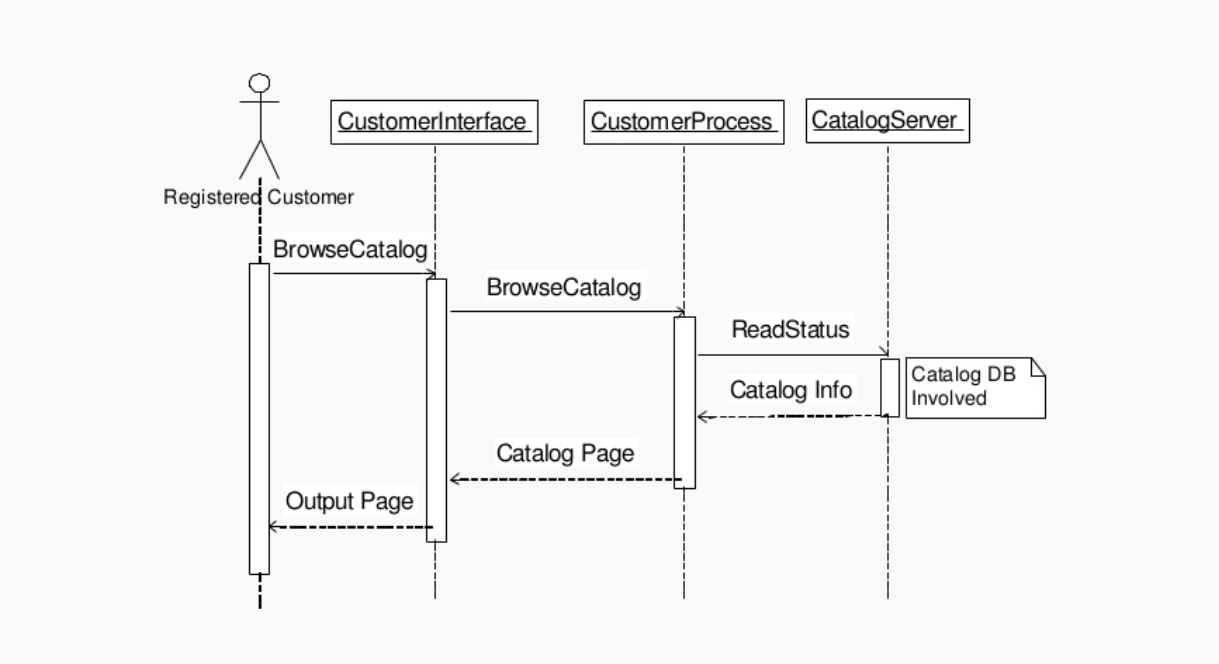 CustomerInterface
CustomerProcess
CatalogServer
Registered Customer
BrowseCatalog
BrowseCatalog
ReadStatus
Catalog DB
Involved
Catalog Info
Catalog Page
Output Page